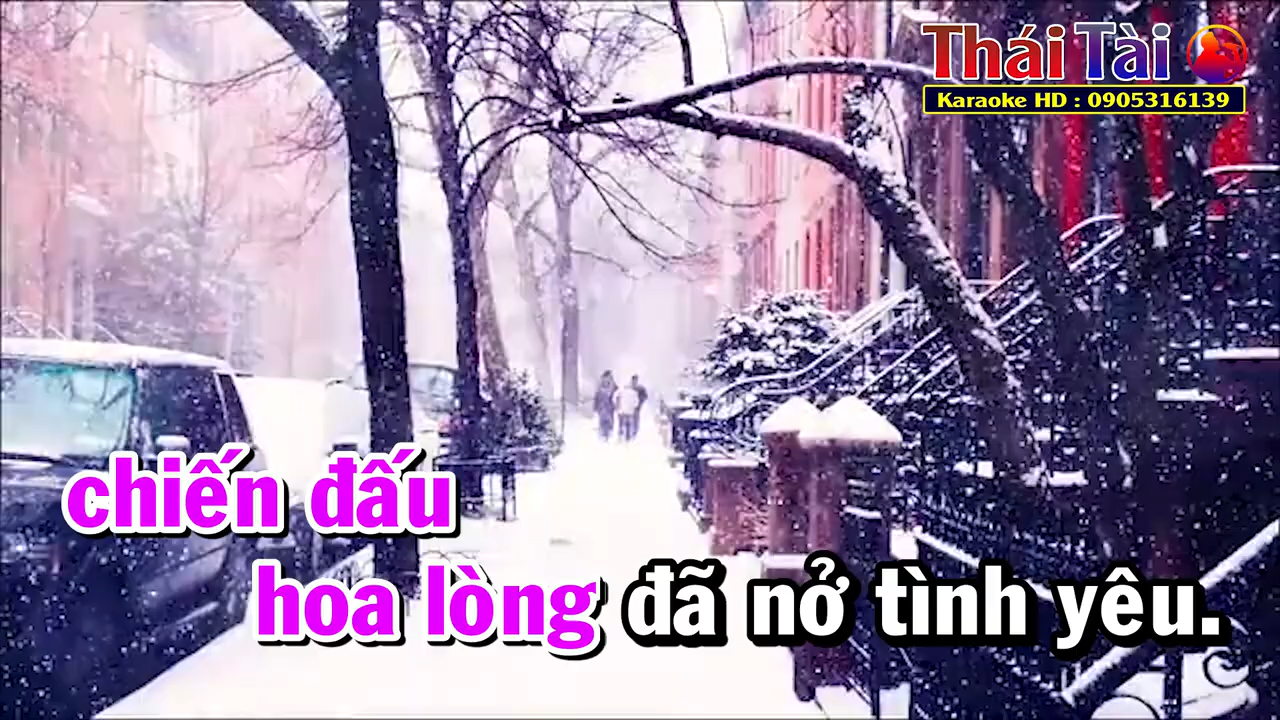 Thái Tài
Karaoke HD : 0905316139
chiến đấu
hoa lòng đã nở tình yêu.